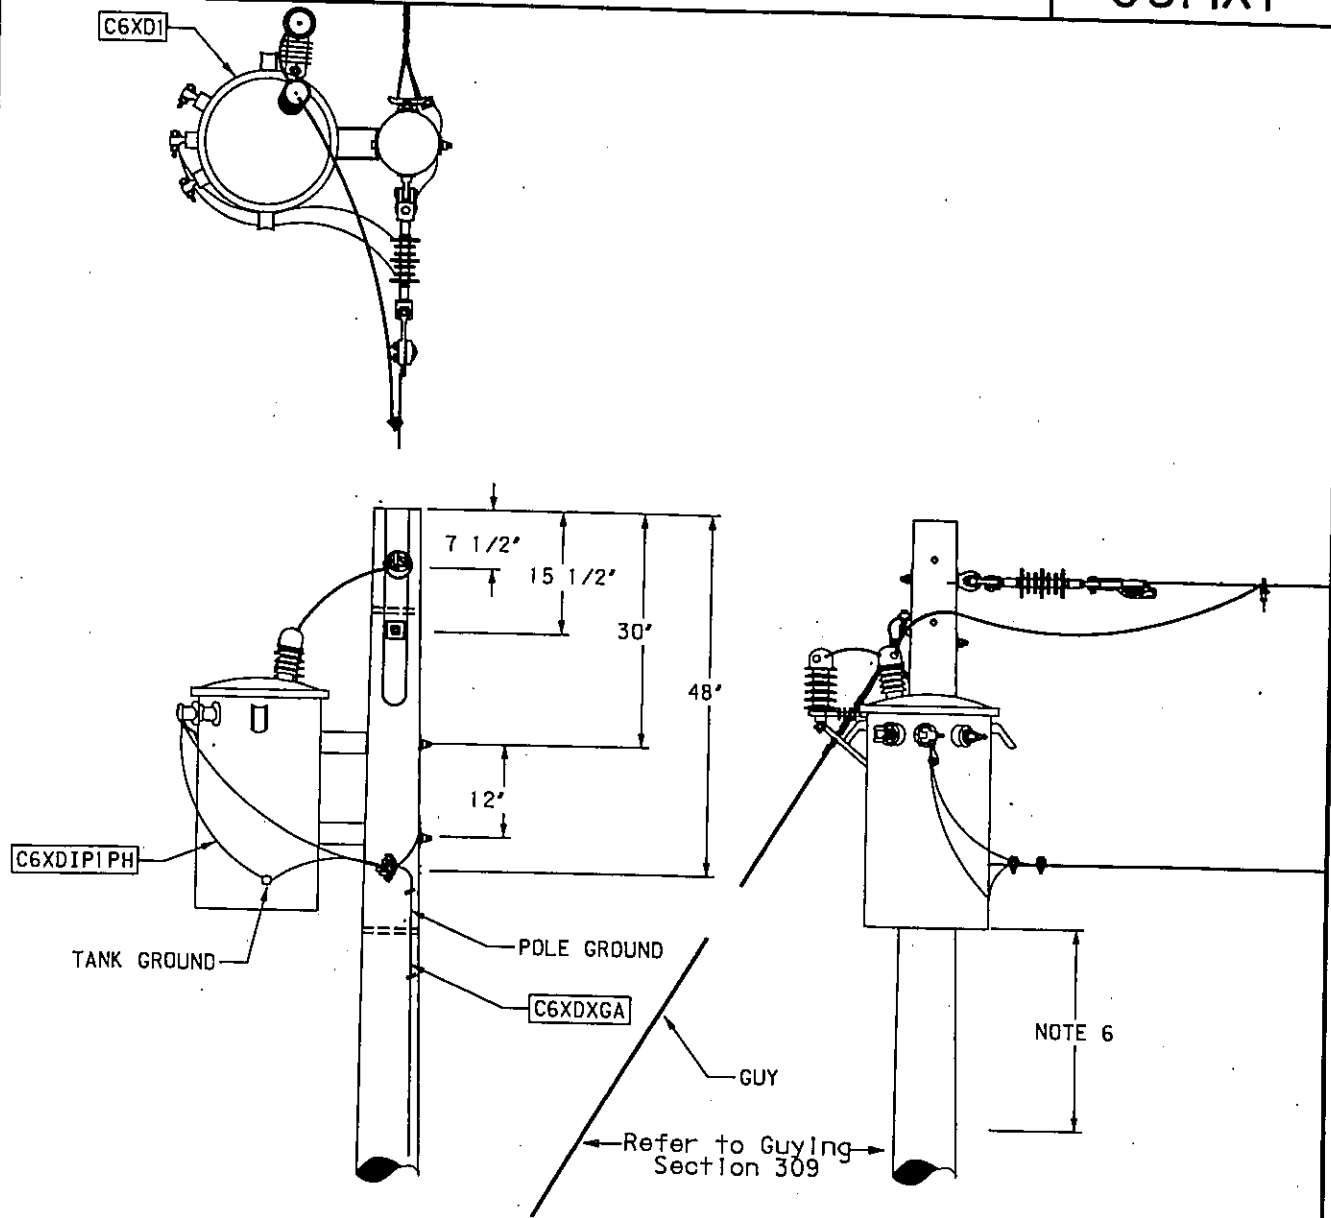 C6XD1
7 1/2"
15 1/2"
30"
48"
12"
C6XDIP1PH
TANK GROUND
POLE GROUND
C6XDXGA
GUY
NOTE 6
Refer to Guying
Section 309